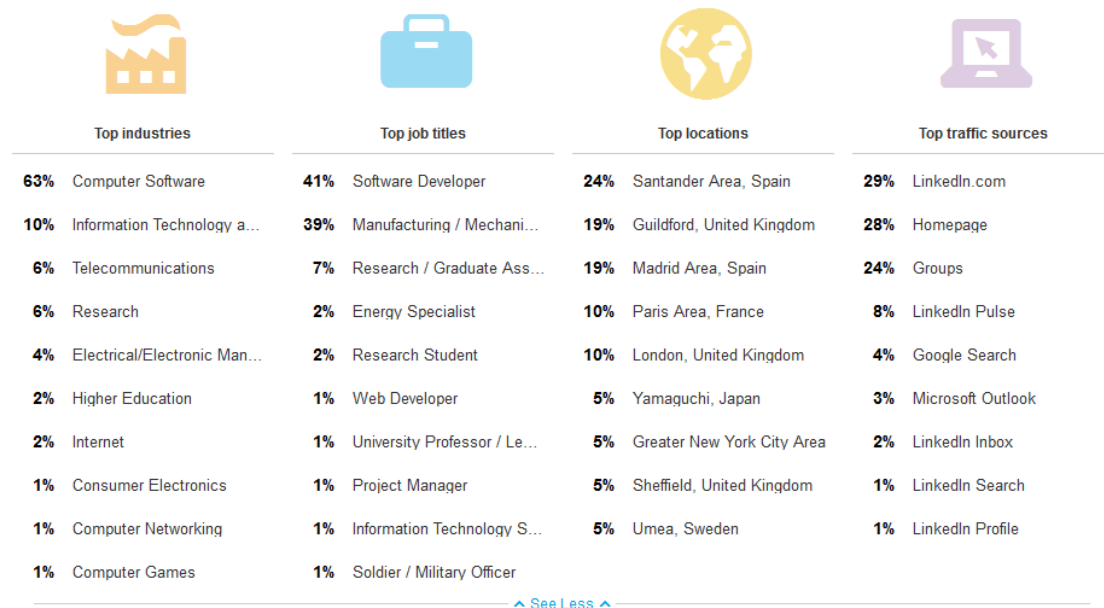 Top industries
63% Computer Software
10% Information Technology a...
6% Telecommunications
6% Research
4% Electrical/Electronic Man...
2% Higher Education
2% Internet
1% Consumer Electronics
1% Computer Networking
1% Computer Games
Top job titles
41% Software Developer
39% Manufacturing / Mechani...
7% Research / Graduate Ass...
2% Energy Specialist
2% Research Student
1% Web Developer
1% University Professor / Le...
1% Project Manager
1% Information Technology S...
1% Soldier / Military Officer
Top locations
24% Santander Area, Spain
19% Guildford, United Kingdom
19% Madrid Area, Spain
10% Paris Area, France
10% London, United Kingdom
5% Yamaguchi, Japan
5% Greater New York City Area
5% Sheffield, United Kingdom
5% Umea, Sweden
Top traffic sources
29% LinkedIn.com
28% Homepage
24% Groups
8% LinkedIn Pulse
4% Google Search
3% Microsoft Outlook
2% LinkedIn Inbox
1% LinkedIn Search
1% LinkedIn Profile
See Less